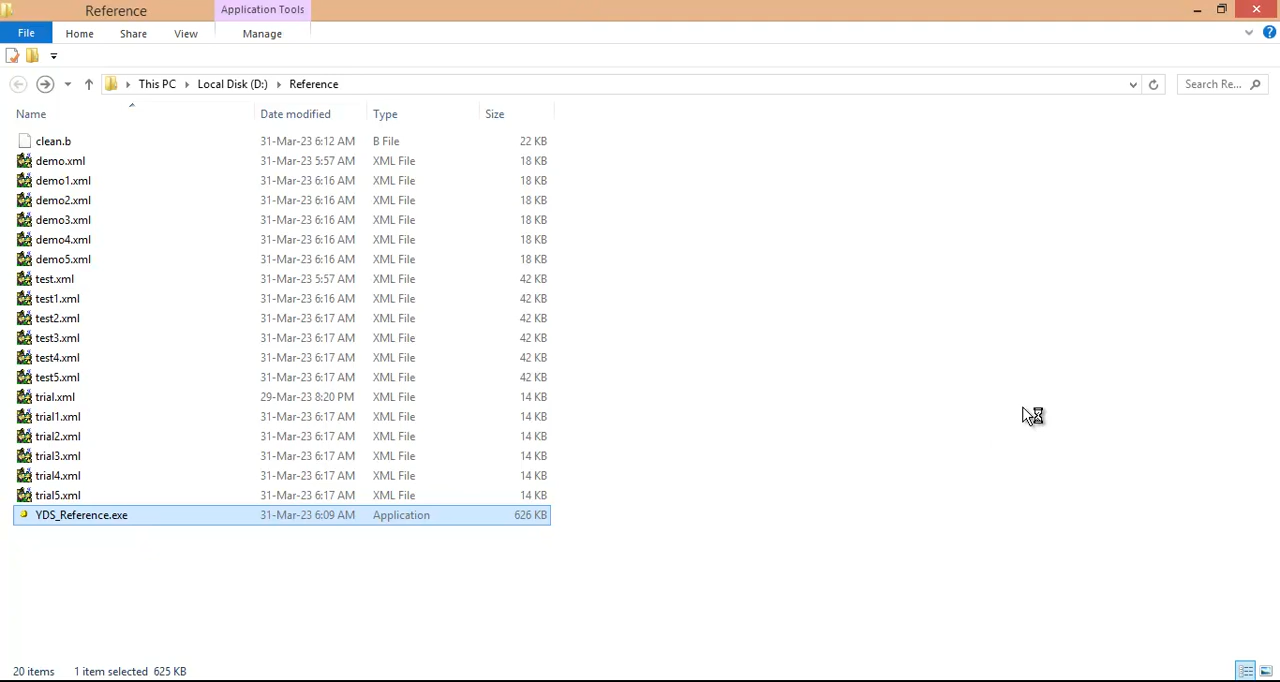 Reference
Application Tools
File
Home
Share
View
Manage
This PC
Local Disk (D:)
Reference
Search Re...
Name
Date modified
Type
Size
clean.b 31-Mar-23 6:12 AM B File 22 KB
demo.xml 31-Mar-23 5:57 AM XML File 18 KB
demo1.xml 31-Mar-23 6:16 AM XML File 18 KB
demo2.xml 31-Mar-23 6:16 AM XML File 18 KB
demo3.xml 31-Mar-23 6:16 AM XML File 18 KB
demo4.xml 31-Mar-23 6:16 AM XML File 18 KB
demo5.xml 31-Mar-23 6:16 AM XML File 18 KB
test.xml 31-Mar-23 5:57 AM XML File 42 KB
test1.xml 31-Mar-23 6:16 AM XML File 42 KB
test2.xml 31-Mar-23 6:17 AM XML File 42 KB
test3.xml 31-Mar-23 6:17 AM XML File 42 KB
test4.xml 31-Mar-23 6:17 AM XML File 42 KB
test5.xml 31-Mar-23 6:17 AM XML File 42 KB
trial.xml 29-Mar-23 8:20 PM XML File 14 KB
trial1.xml 31-Mar-23 6:17 AM XML File 14 KB
trial2.xml 31-Mar-23 6:17 AM XML File 14 KB
trial3.xml 31-Mar-23 6:17 AM XML File 14 KB
trial4.xml 31-Mar-23 6:17 AM XML File 14 KB
trial5.xml 31-Mar-23 6:17 AM XML File 14 KB
YDS_Reference.exe 31-Mar-23 6:09 AM Application 626 KB
20 items 1 item selected 625 KB